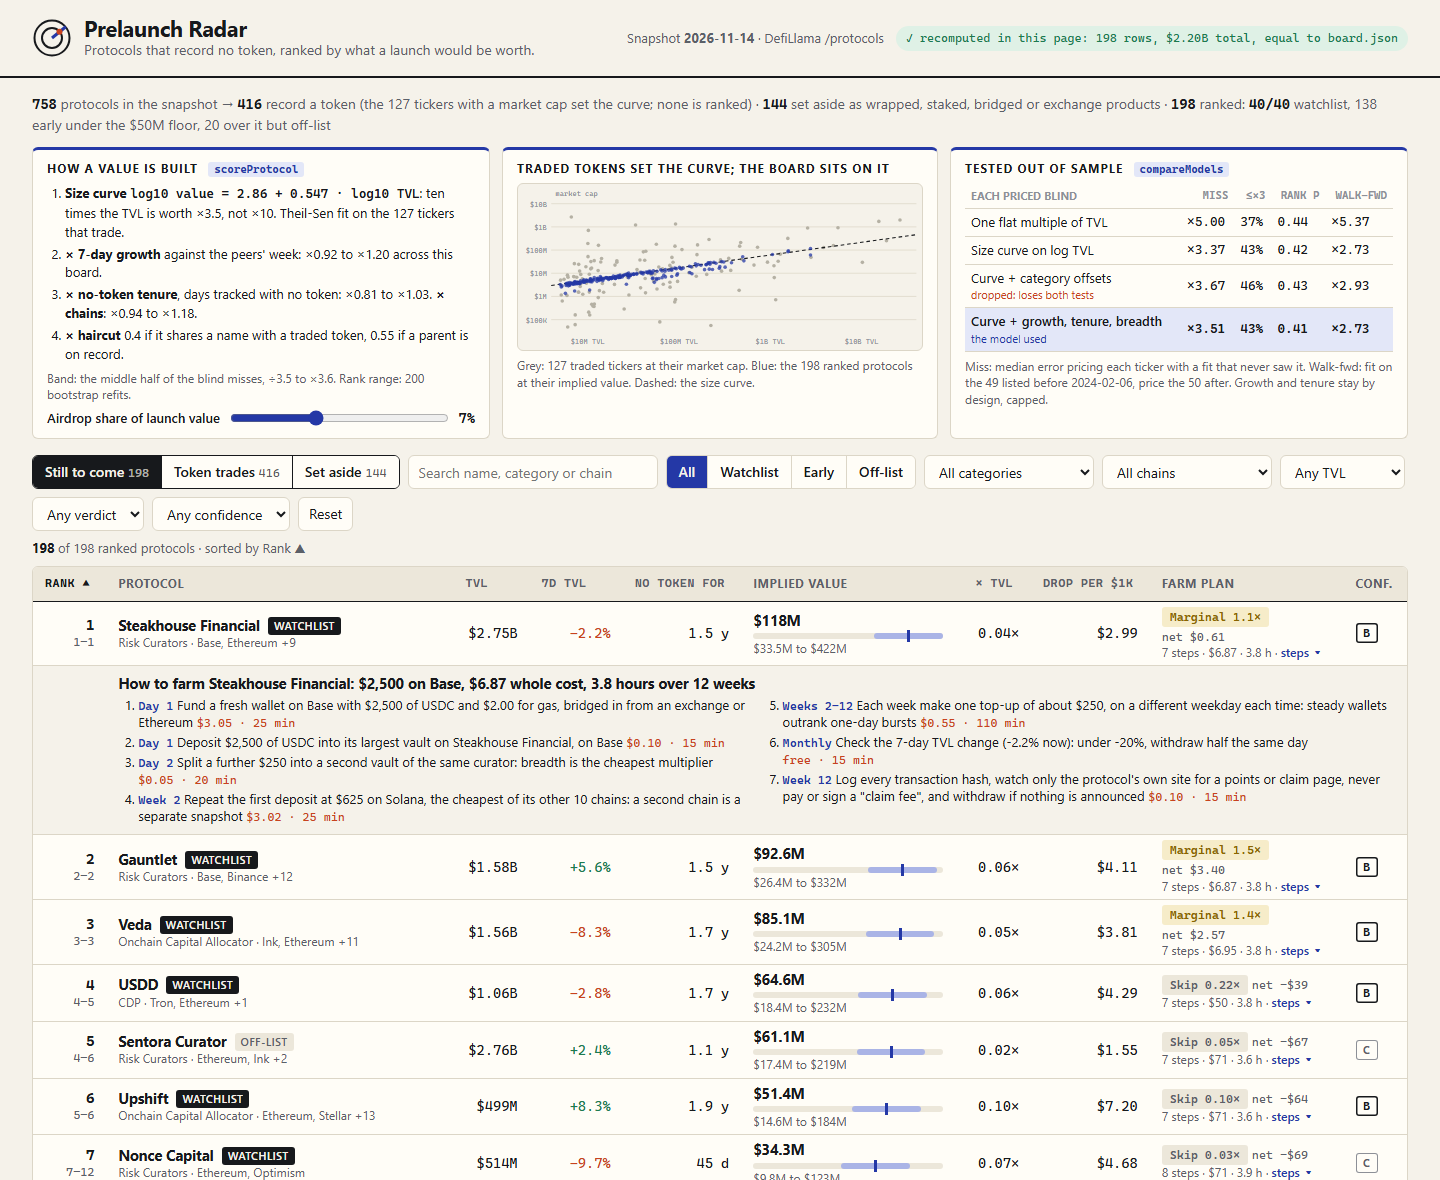 Prelaunch Radar
Protocols that record no token, ranked by what a launch would be worth.
Snapshot 2026-11-14 · DefiLlama /protocols
✓ recomputed in this page: 198 rows, $2.20B total, equal to board.json
758 protocols in the snapshot → 416 record a token (the 127 tickers with a market cap set the curve; none is ranked) · 144 set aside as wrapped, staked, bridged or exchange products · 198 ranked: 40/40 watchlist, 138
early under the $50M floor, 20 over it but off-list
HOW A VALUE IS BUILT scoreProtocol
1. Size curve log10 value = 2.86 + 0.547 · log10 TVL: ten
times the TVL is worth ×3.5, not ×10. Theil-Sen fit on the 127 tickers
that trade.
2. × 7-day growth against the peers' week: ×0.92 to ×1.20 across this
board.
3. × no-token tenure, days tracked with no token: ×0.81 to ×1.03. ×
chains: ×0.94 to ×1.18.
4. × haircut 0.4 if it shares a name with a traded token, 0.55 if a parent is
on record.
Band: the middle half of the blind misses, ÷3.5 to ×3.6. Rank range: 200
bootstrap refits.
Airdrop share of launch value 7%
TRADED TOKENS SET THE CURVE; THE BOARD SITS ON IT
market cap
$10B
$1B
$100M
$10M
$1M
$100K
$10M TVL $100M TVL $1B TVL $10B TVL
Grey: 127 traded tickers at their market cap. Blue: the 198 ranked protocols
at their implied value. Dashed: the size curve.
TESTED OUT OF SAMPLE compareModels
EACH PRICED BLIND MISS ≤×3 RANK P WALK-FWD
One flat multiple of TVL ×5.00 37% 0.44 ×5.37
Size curve on log TVL ×3.37 43% 0.42 ×2.73
Curve + category offsets ×3.67 46% 0.43 ×2.93
dropped: loses both tests
Curve + growth, tenure, breadth ×3.51 43% 0.41 ×2.73
the model used
Miss: median error pricing each ticker with a fit that never saw it. Walk-fwd: fit on
the 49 listed before 2024-02-06, price the 50 after. Growth and tenure stay by
design, capped.
Still to come 198 Token trades 416 Set aside 144 Search name, category or chain All Watchlist Early Off-list All categories All chains Any TVL
Any verdict Any confidence Reset
198 of 198 ranked protocols · sorted by Rank ▲
RANK ▲ PROTOCOL TVL 7D TVL NO TOKEN FOR IMPLIED VALUE × TVL DROP PER $1K FARM PLAN CONF.
1 Steakhouse Financial WATCHLIST $2.75B −2.2% 1.5 y $118M 0.04× $2.99 Marginal 1.1× B
1–1 Risk Curators · Base, Ethereum +9 $33.5M to $422M net $0.61
7 steps · $6.87 · 3.8 h · steps ▾
How to farm Steakhouse Financial: $2,500 on Base, $6.87 whole cost, 3.8 hours over 12 weeks
1. Day 1 Fund a fresh wallet on Base with $2,500 of USDC and $2.00 for gas, bridged in from an exchange or
Ethereum $3.05 · 25 min
2. Day 1 Deposit $2,500 of USDC into its largest vault on Steakhouse Financial, on Base $0.10 · 15 min
3. Day 2 Split a further $250 into a second vault of the same curator: breadth is the cheapest multiplier
$0.05 · 20 min
4. Week 2 Repeat the first deposit at $625 on Solana, the cheapest of its other 10 chains: a second chain is a
separate snapshot $3.02 · 25 min
5. Weeks 2–12 Each week make one top-up of about $250, on a different weekday each time: steady wallets
outrank one-day bursts $0.55 · 110 min
6. Monthly Check the 7-day TVL change (-2.2% now): under -20%, withdraw half the same day
free · 15 min
7. Week 12 Log every transaction hash, watch only the protocol's own site for a points or claim page, never
pay or sign a "claim fee", and withdraw if nothing is announced $0.10 · 15 min
2 Gauntlet WATCHLIST $1.58B +5.6% 1.5 y $92.6M 0.06× $4.11 Marginal 1.5× B
2–2 Risk Curators · Base, Binance +12 $26.4M to $332M net $3.40
7 steps · $6.87 · 3.8 h · steps ▾
3 Veda WATCHLIST $1.56B −8.3% 1.7 y $85.1M 0.05× $3.81 Marginal 1.4× B
3–3 Onchain Capital Allocator · Ink, Ethereum +11 $24.2M to $305M net $2.57
7 steps · $6.95 · 3.8 h · steps ▾
4 USDD WATCHLIST $1.06B −2.8% 1.7 y $64.6M 0.06× $4.29 Skip 0.22× net −$39 B
4–5 CDP · Tron, Ethereum +1 $18.4M to $232M 7 steps · $50 · 3.8 h · steps ▾
5 Sentora Curator OFF-LIST $2.76B +2.4% 1.1 y $61.1M 0.02× $1.55 Skip 0.05× net −$67 C
4–6 Risk Curators · Ethereum, Ink +2 $17.4M to $219M 7 steps · $71 · 3.6 h · steps ▾
6 Upshift WATCHLIST $499M +8.3% 1.9 y $51.4M 0.10× $7.20 Skip 0.10× net −$64 B
5–6 Onchain Capital Allocator · Ethereum, Stellar +13 $14.6M to $184M 7 steps · $71 · 3.6 h · steps ▾
7 Nonce Capital WATCHLIST $514M −9.7% 45 d $34.3M 0.07× $4.68 Skip 0.03× net −$69 C
7–12 Risk Curators · Ethereum, Optimism $9.8M to $123M 8 steps · $71 · 3.9 h · steps ▾